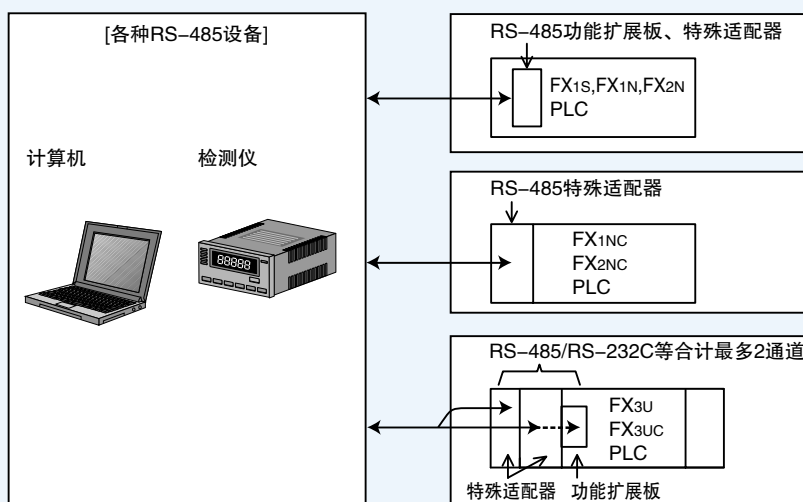 [各种RS-485设备]
计算机
检测仪
88888
RS-485功能扩展板、特殊适配器
FX1S,FX1N,FX2N
PLC
RS-485特殊适配器
FX1NC
FX2NC
PLC
RS-485/RS-232C等合计最多2通道
FX3U
FX3UC
PLC
特殊适配器 功能扩展板